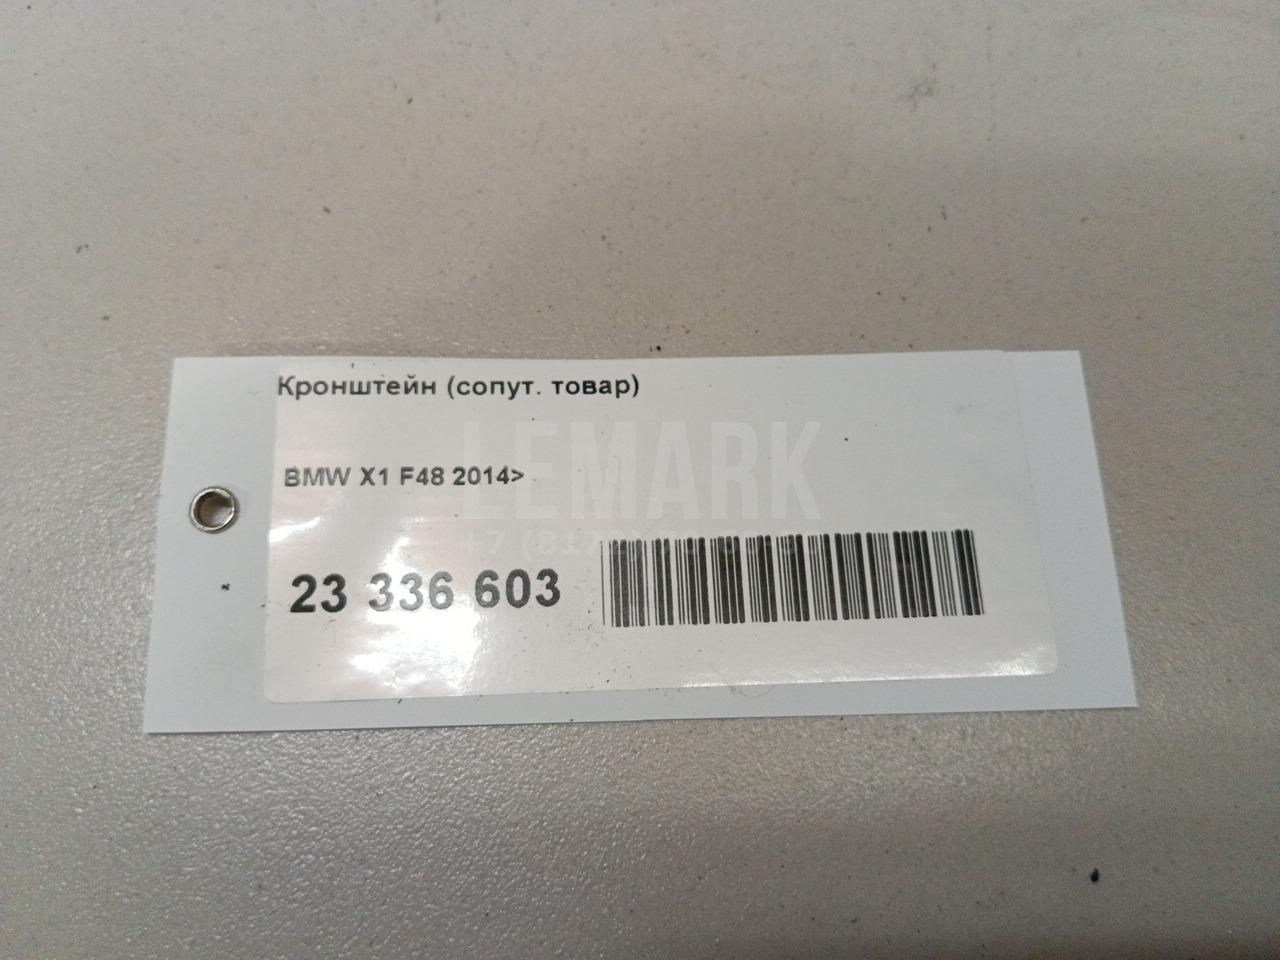 Кронштейн (сопут. товар)
LEMARK
BMW X1 F48 2014>
23 336 603